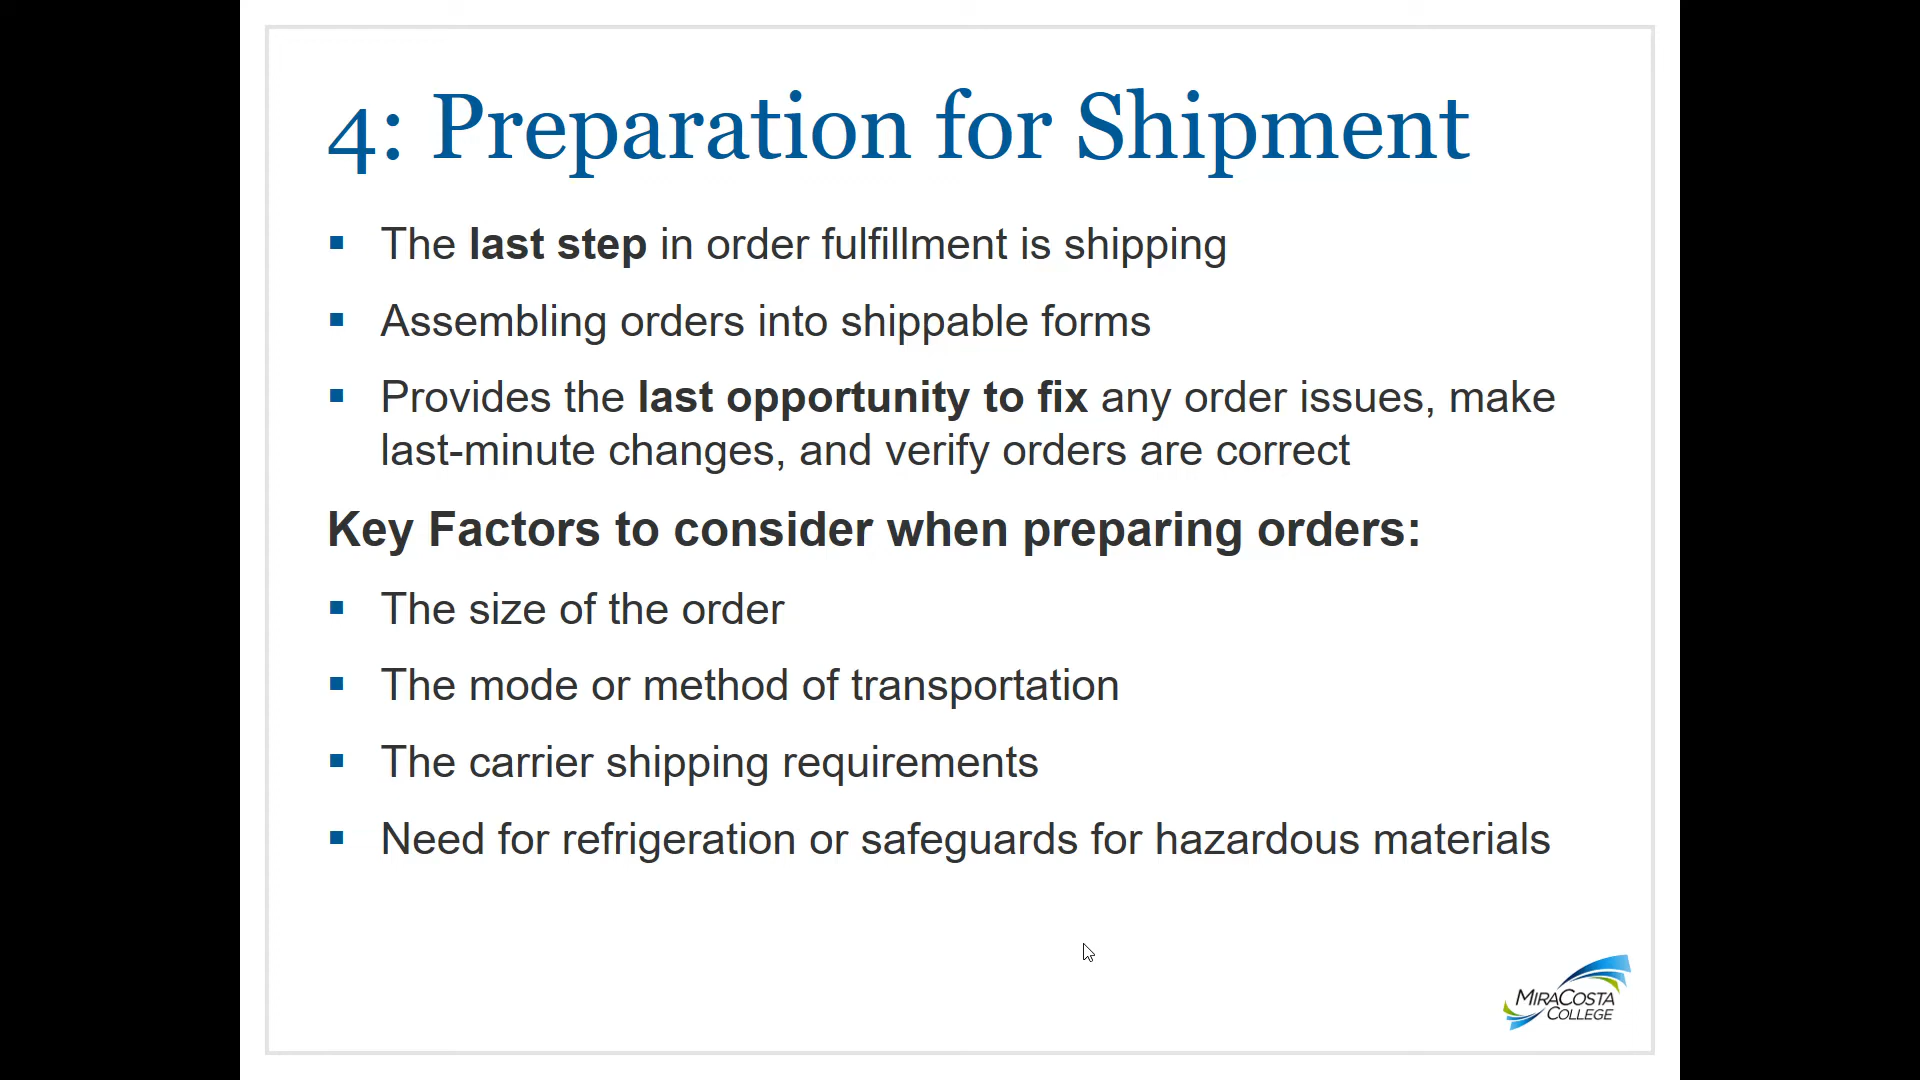 4: Preparation for Shipment
The last step in order fulfillment is shipping
Assembling orders into shippable forms
Provides the last opportunity to fix any order issues, make
last-minute changes, and verify orders are correct
Key Factors to consider when preparing orders:
The size of the order
The mode or method of transportation
The carrier shipping requirements
Need for refrigeration or safeguards for hazardous materials
MIRACOSTA
COLLEGE